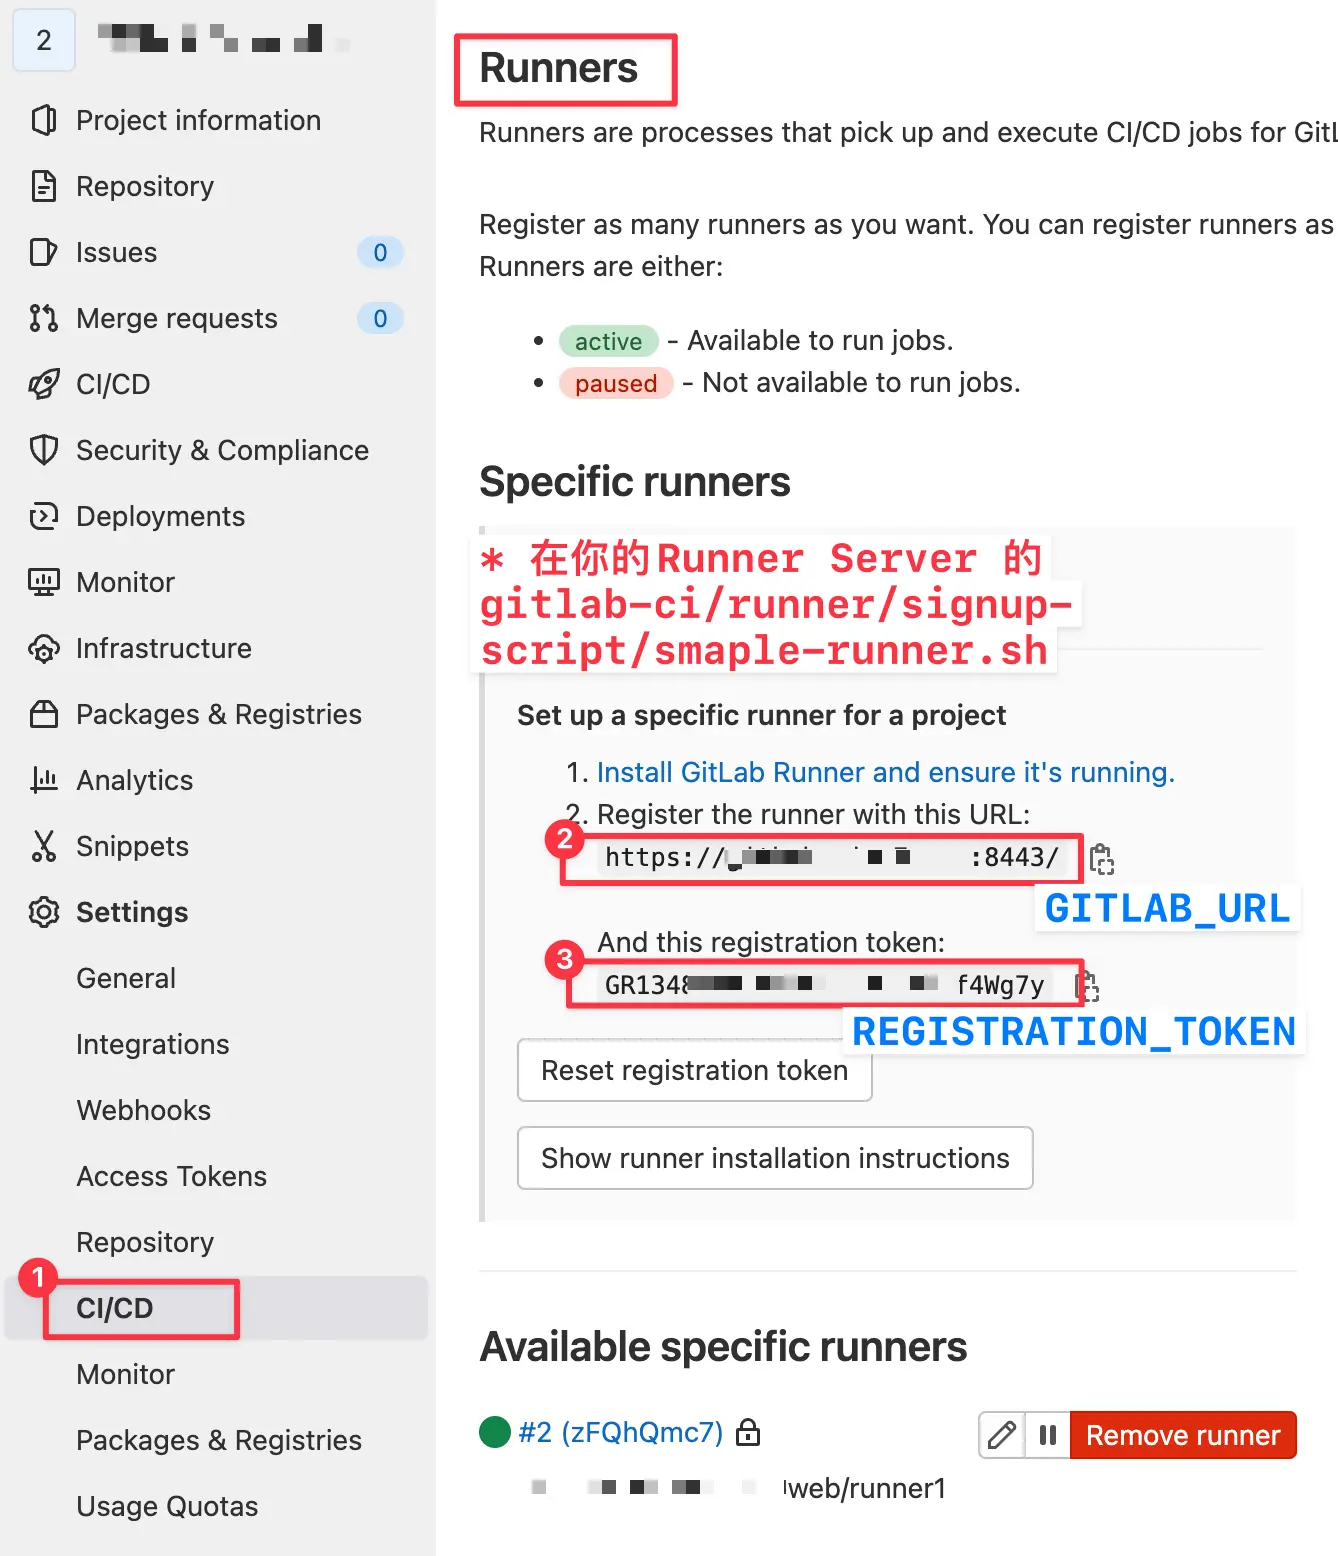 2
Project information
Repository
Issues 0
Merge requests 0
CI/CD
Security & Compliance
Deployments
Monitor
Infrastructure
Packages & Registries
Analytics
Snippets
Settings
General
Integrations
Webhooks
Access Tokens
Repository
1
CI/CD
Monitor
Packages & Registries
Usage Quotas
Runners
Runners are processes that pick up and execute CI/CD jobs for GitL
Register as many runners as you want. You can register runners as
Runners are either:
• active - Available to run jobs.
• paused - Not available to run jobs.
Specific runners
* 在你的Runner Server 的
gitlab-ci/runner/signup-
script/smaple-runner.sh
Set up a specific runner for a project
1. Install GitLab Runner and ensure it's running.
2. Register the runner with this URL:
2
https:// :8443/
GITLAB_URL
And this registration token:
3
GR1348 f4Wg7y
REGISTRATION_TOKEN
Reset registration token
Show runner installation instructions
Available specific runners
#2 (zFQhQmc7)
Remove runner
web/runner1